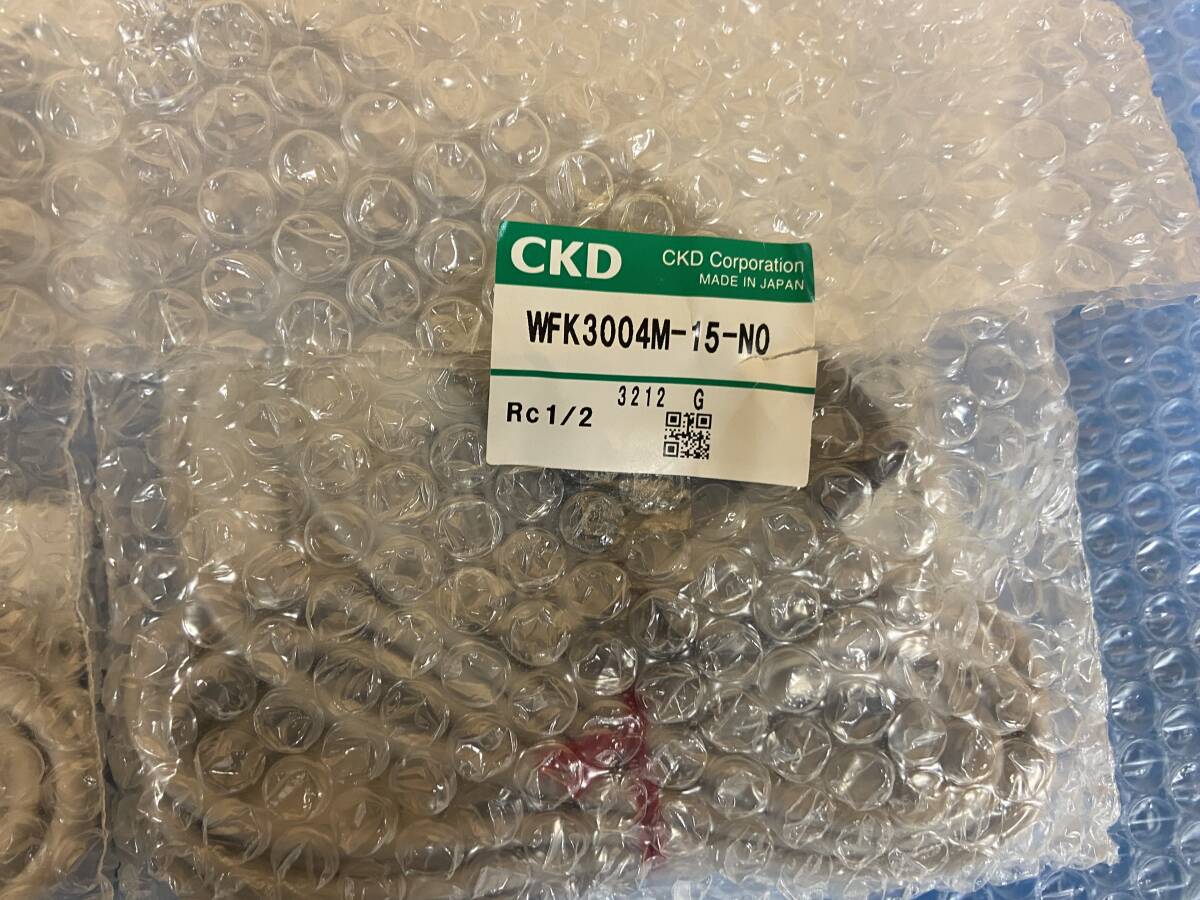 CKD
CKD Corporation
MADE IN JAPAN
WFK3004M-15-NO
3212 G
Rc1/2